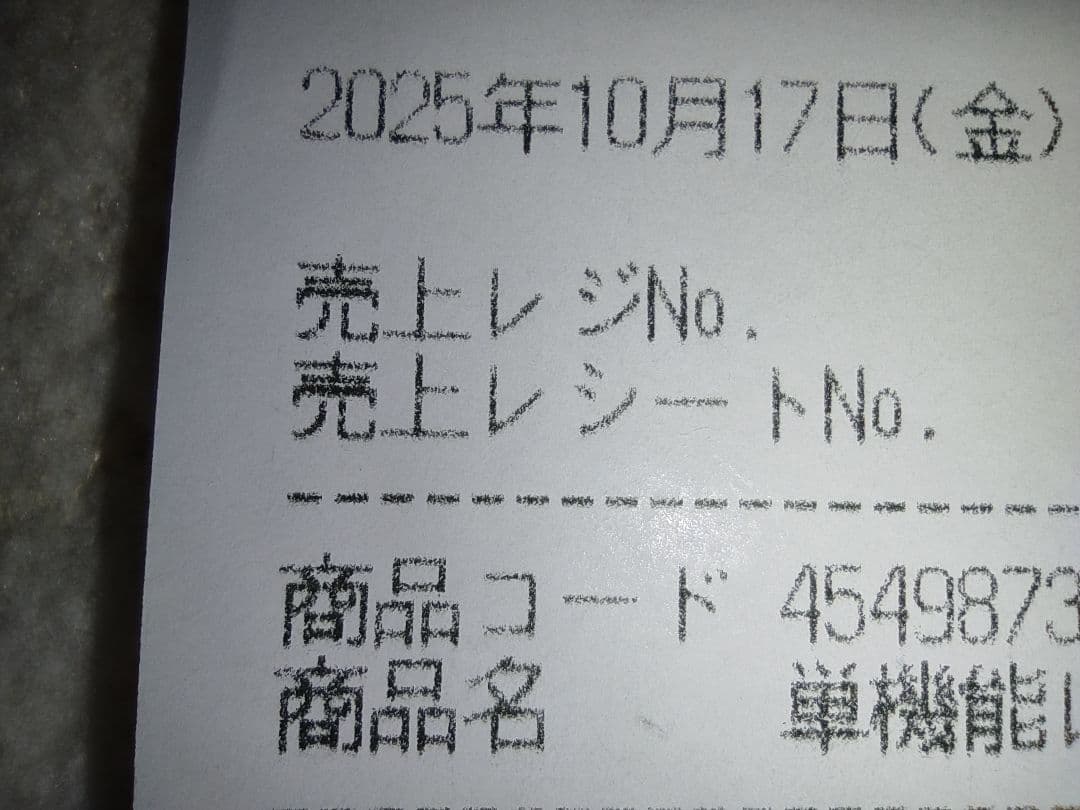 2025年10月17日(金)
売上レジNo.
売上レシートNo.
--------------------
商品コード 4549873
商品名 単機能